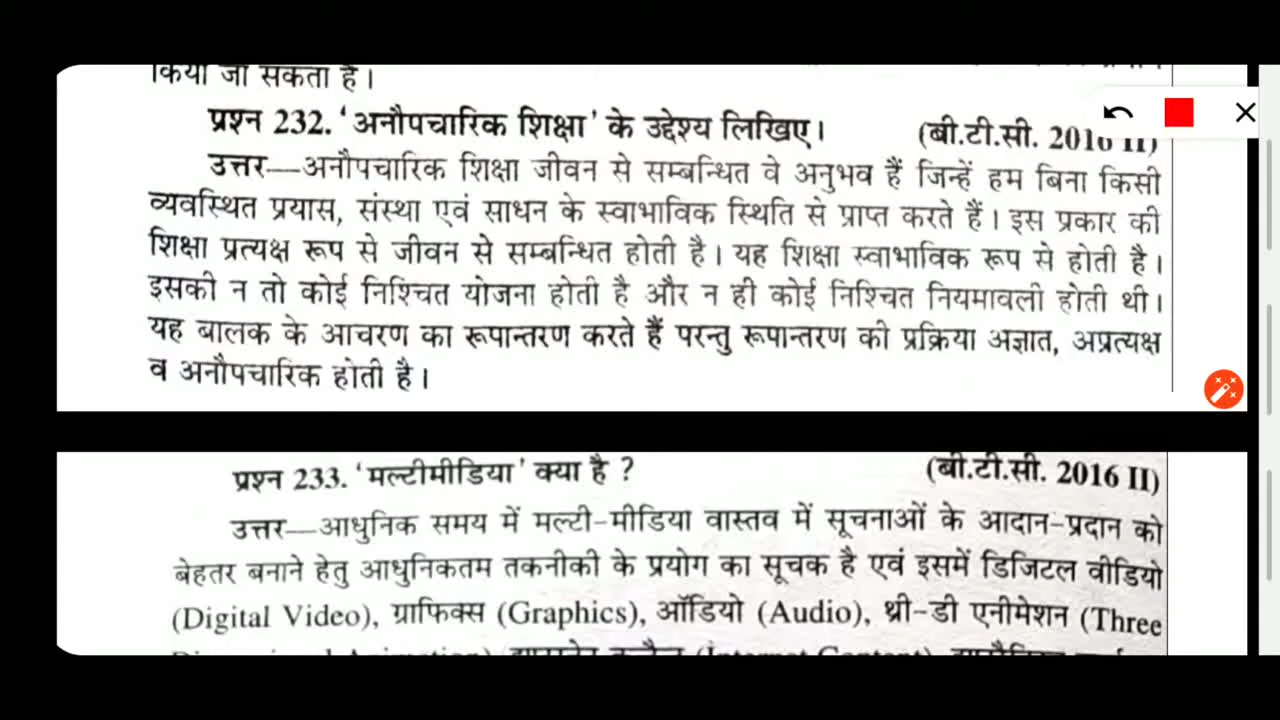 किया जा सकता है।
प्रश्न 232. 'अनौपचारिक शिक्षा' के उद्देश्य लिखिए। (बी.टी.सी. 2016 II)
उत्तर—अनौपचारिक शिक्षा जीवन से सम्बन्धित वे अनुभव हैं जिन्हें हम बिना किसी
व्यवस्थित प्रयास, संस्था एवं साधन के स्वाभाविक स्थिति से प्राप्त करते हैं। इस प्रकार की
शिक्षा प्रत्यक्ष रूप से जीवन से सम्बन्धित होती है। यह शिक्षा स्वाभाविक रूप से होती है।
इसकी न तो कोई निश्चित योजना होती है और न ही कोई निश्चित नियमावली होती थी।
यह बालक के आचरण का रूपान्तरण करते हैं परन्तु रूपान्तरण की प्रक्रिया अज्ञात, अप्रत्यक्ष
व अनौपचारिक होती है।
प्रश्न 233. 'मल्टीमीडिया' क्या है ? (बी.टी.सी. 2016 II)
उत्तर—आधुनिक समय में मल्टी-मीडिया वास्तव में सूचनाओं के आदान-प्रदान को
बेहतर बनाने हेतु आधुनिकतम तकनीकी के प्रयोग का सूचक है एवं इसमें डिजिटल वीडियो
(Digital Video), ग्राफिक्स (Graphics), ऑडियो (Audio), थ्री-डी एनीमेशन (Three